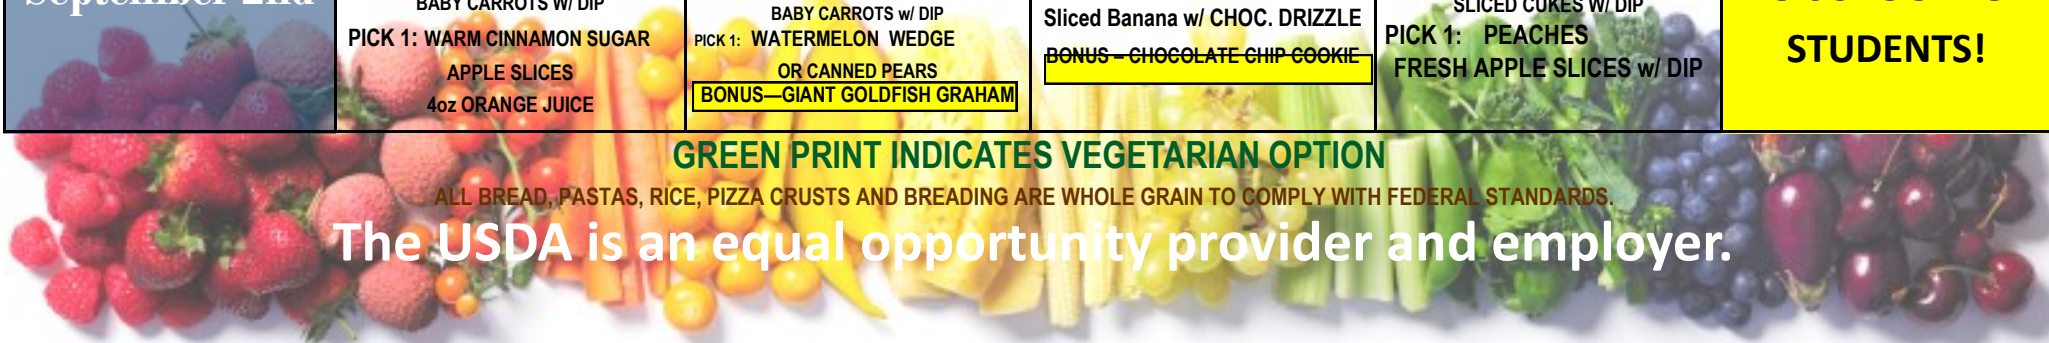 September 2nd
BABY CARROTS W/ DIP
PICK 1: WARM CINNAMON SUGAR
APPLE SLICES
4oz ORANGE JUICE
BABY CARROTS w/ DIP
PICK 1: WATERMELON WEDGE
OR CANNED PEARS
BONUS—GIANT GOLDFISH GRAHAM
Sliced Banana w/ CHOC. DRIZZLE
BONUS – CHOCOLATE CHIP COOKIE
SLICED CUKES W/ DIP
PICK 1: PEACHES
FRESH APPLE SLICES w/ DIP
STUDENTS!
GREEN PRINT INDICATES VEGETARIAN OPTION
ALL BREAD, PASTAS, RICE, PIZZA CRUSTS AND BREADING ARE WHOLE GRAIN TO COMPLY WITH FEDERAL STANDARDS.
The USDA is an equal opportunity provider and employer.